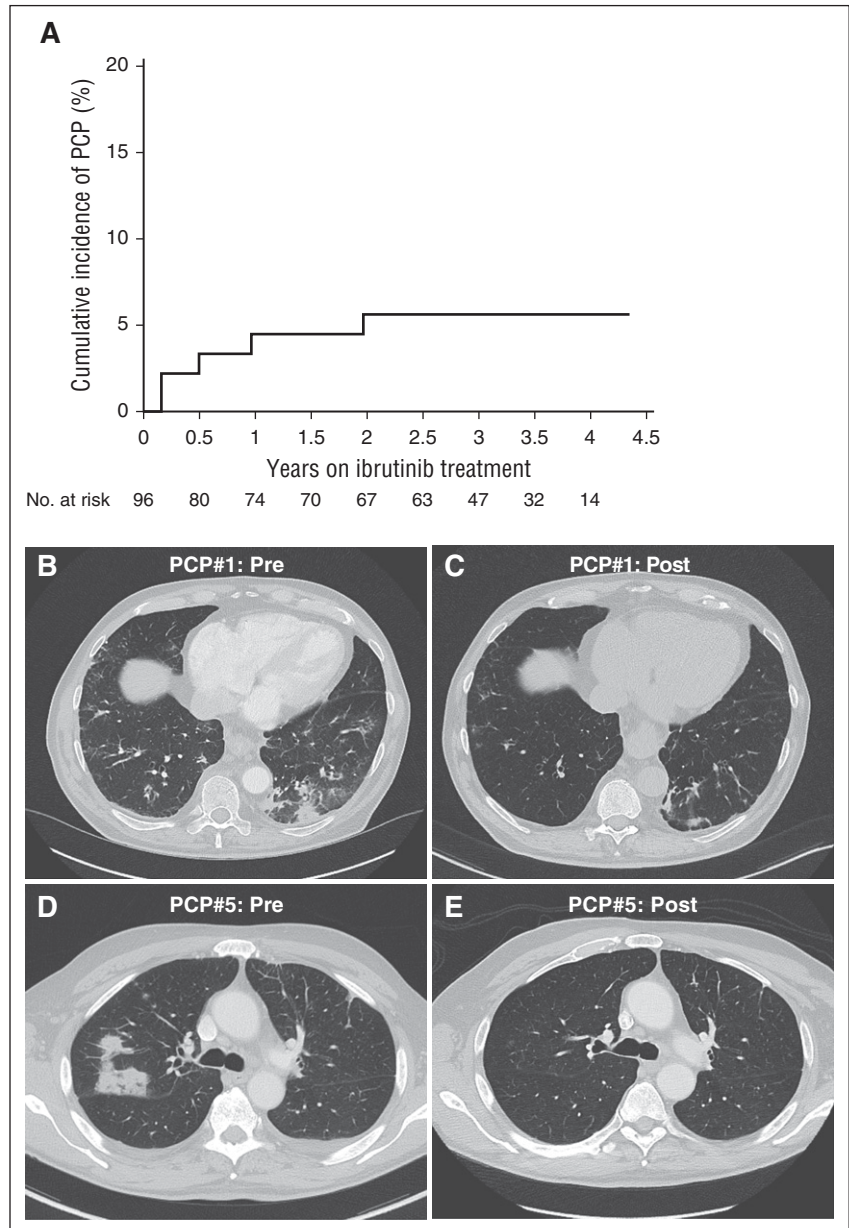 A
Cumulative incidence of PCP (%)
20
15
10
5
0
0 0.5 1 1.5 2 2.5 3 3.5 4 4.5
Years on ibrutinib treatment
No. at risk 96 80 74 70 67 63 47 32 14
B PCP#1: Pre
C PCP#1: Post
D PCP#5: Pre
E PCP#5: Post